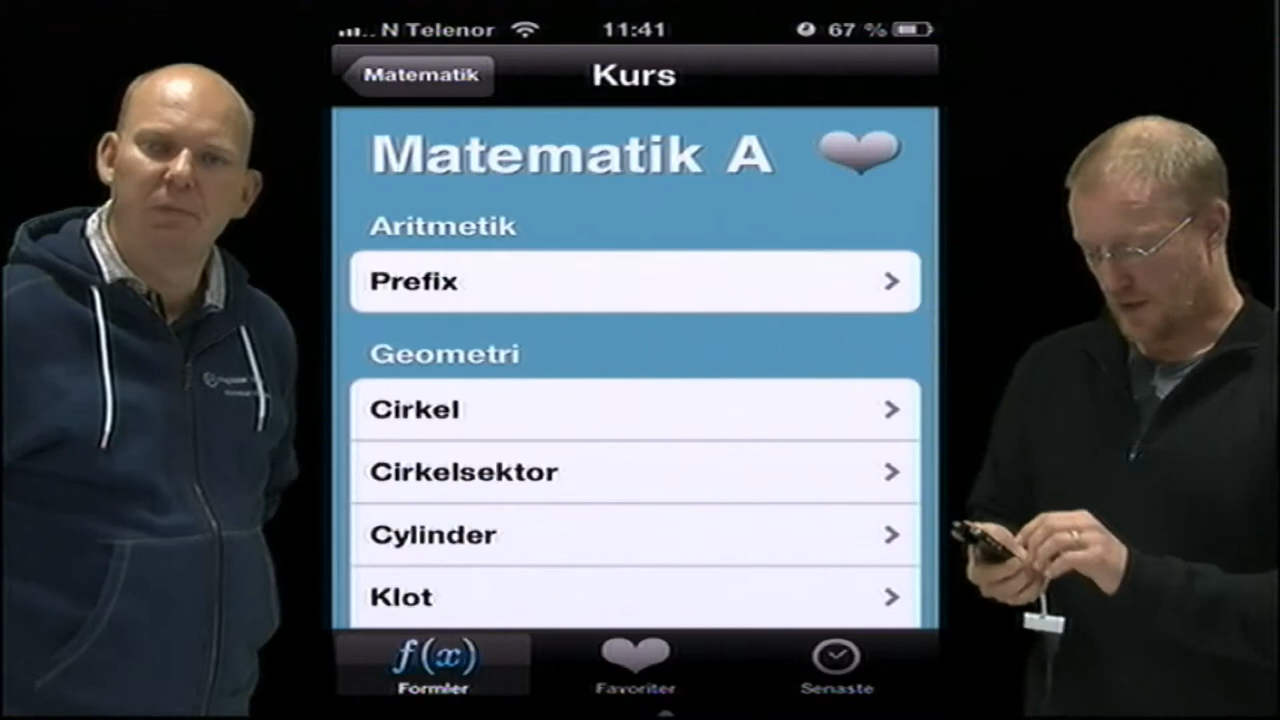 N Telenor 11:41 67 %
Matematik Kurs
Matematik A
Aritmetik
Prefix
Geometri
Cirkel
Cirkelsektor
Cylinder
Klot
f(x)
Formler Favoriter Senaste